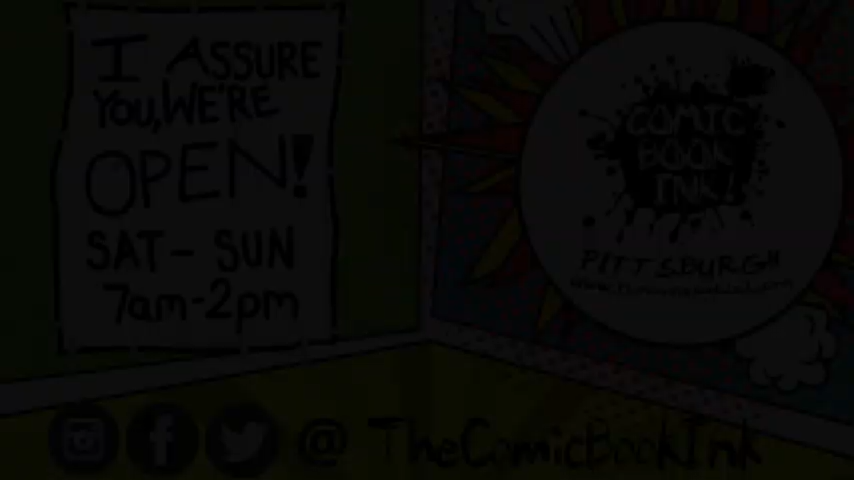 I ASSURE
YOU, WE'RE
OPEN!
SAT- SUN
7am-2pm
COMIC
BOOK
INK!
PITTSBURGH
@ TheComicBookInk